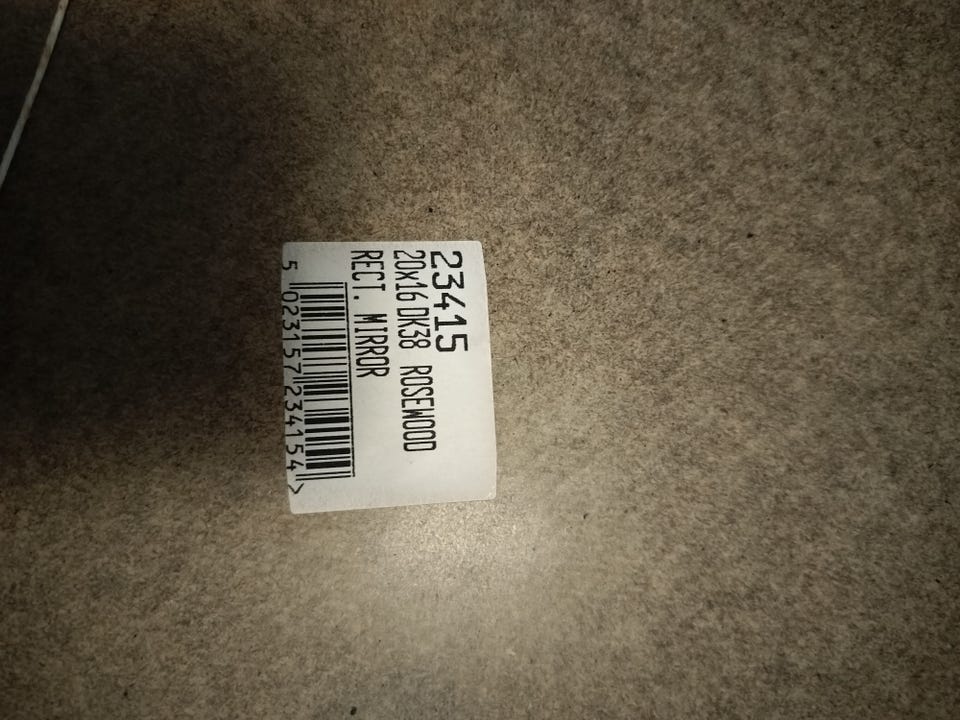 23415
20x16 DK38 ROSEWOOD
RECT. MIRROR
5 023157 234154 >